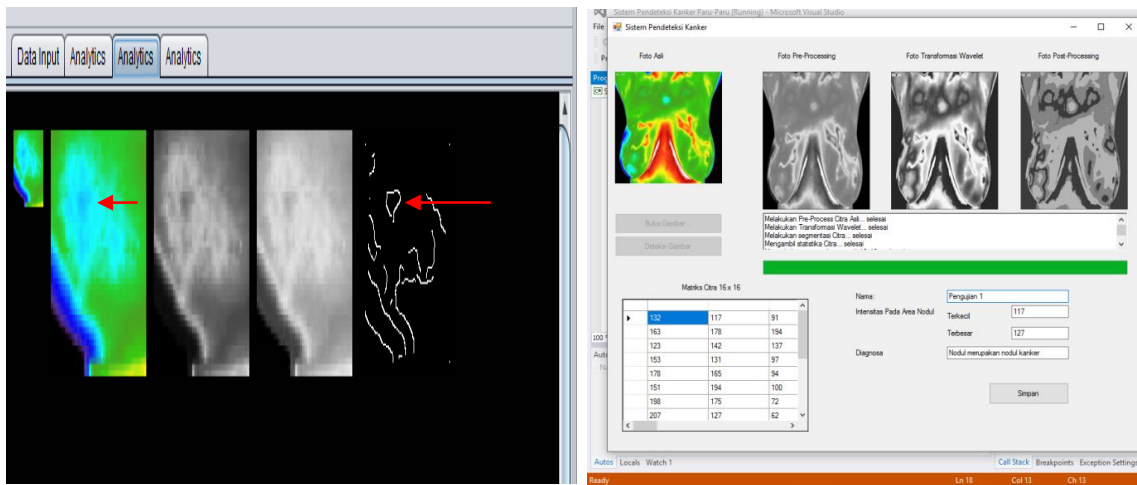 Data Input Analytics Analytics Analytics
Sistem Pendeteksi Kanker Paru-Paru (Running) - Microsoft Visual Studio
File
Sistem Pendeteksi Kanker
Foto Asli
Foto Pre-Processing
Foto Transformasi Wavelet
Foto Post-Processing
Buka Gambar...
Deteksi Gambar
Melakukan Pre-Process Citra Asli... selesai
Melakukan Transformasi Wavelet... selesai
Melakukan segmentasi Citra... selesai
Mengambil statistika Citra... selesai
Matriks Citra 16 x 16
132 117 91
163 178 194
123 142 137
153 131 97
178 165 94
151 194 100
198 175 72
207 127 62
Nama: Pengujian 1
Intensitas Pada Area Nodul Terkecil 117
Terbesar 127
Diagnosa Nodul merupakan nodul kanker
Simpan
100 %
Autos Locals Watch 1
Call Stack Breakpoints Exception Settings
Ready Ln 18 Col 13 Ch 13